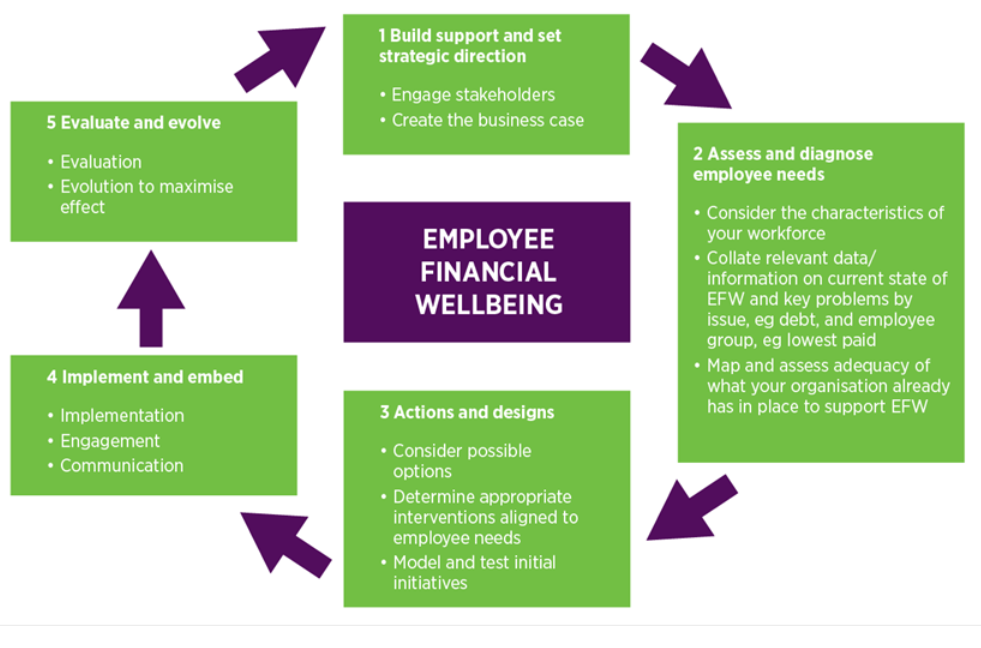 1 Build support and set
strategic direction
• Engage stakeholders
• Create the business case
2 Assess and diagnose
employee needs
• Consider the characteristics of
your workforce
• Collate relevant data/
information on current state of
EFW and key problems by
issue, eg debt, and employee
group, eg lowest paid
• Map and assess adequacy of
what your organisation already
has in place to support EFW
3 Actions and designs
• Consider possible
options
• Determine appropriate
interventions aligned to
employee needs
• Model and test initial
initiatives
4 Implement and embed
• Implementation
• Engagement
• Communication
5 Evaluate and evolve
• Evaluation
• Evolution to maximise
effect
EMPLOYEE
FINANCIAL
WELLBEING